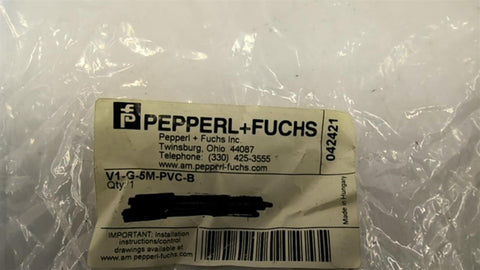 PEPPERL+FUCHS
Pepperl + Fuchs Inc
Twinsburg, Ohio 44087
Telephone: (330) 425-3555
www.am.pepperl-fuchs.com
042421
V1-G-5M-PVC-B
Qty:1
Made in Hungary
IMPORTANT: Installation
instructions/control
drawings available at
www.am.pepperl-fuchs.com